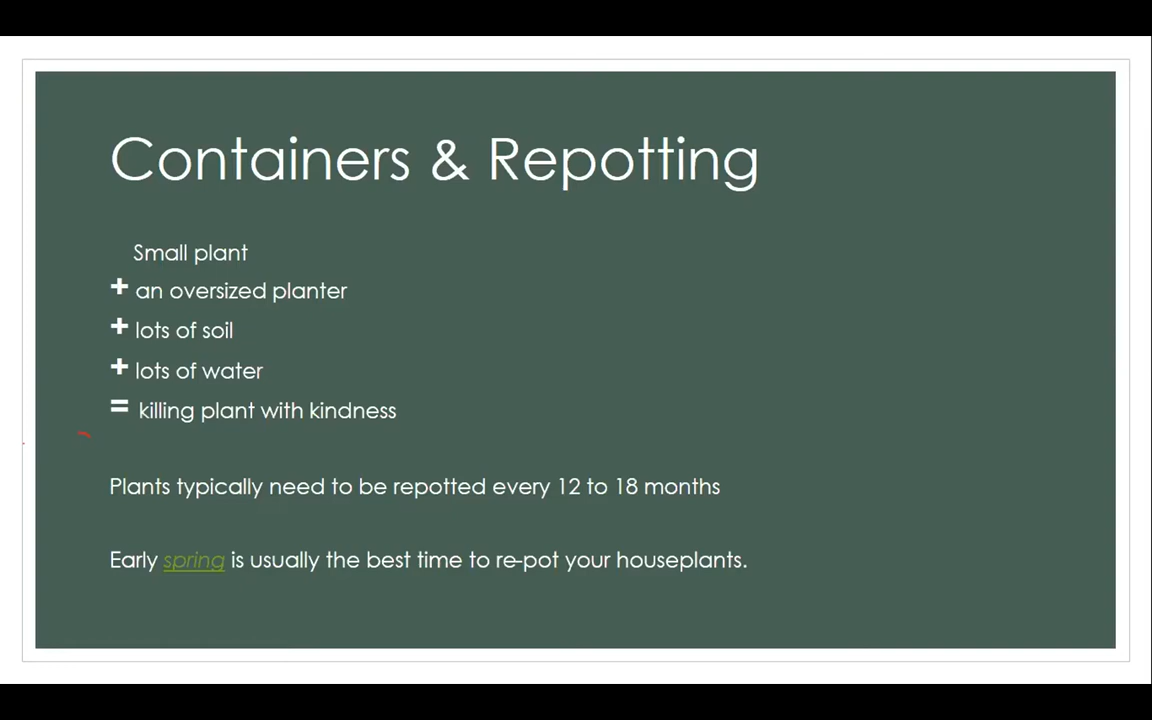 Containers & Repotting
Small plant
+ an oversized planter
+ lots of soil
+ lots of water
= killing plant with kindness
Plants typically need to be repotted every 12 to 18 months
Early spring is usually the best time to re-pot your houseplants.